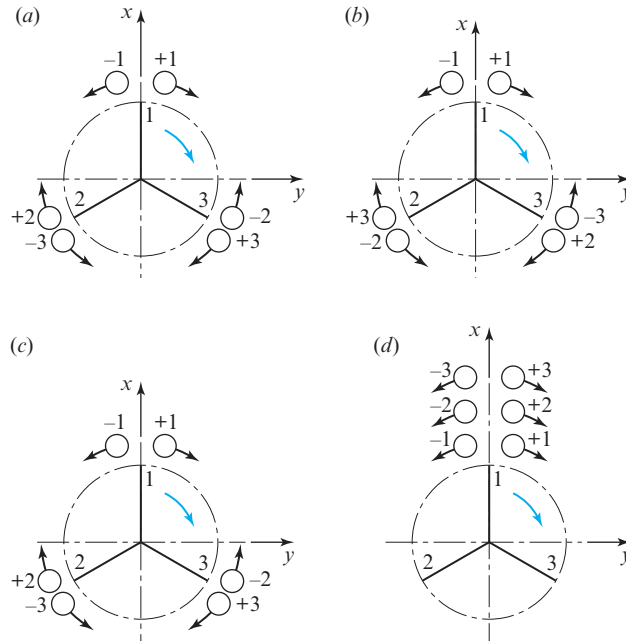 (a)
x
–1 +1
1
2 3
y
+2 –2
–3 +3
(b)
x
–1 +1
1
2 3
y
+3 –3
–2 +2
(c)
x
–1 +1
1
2 3
y
+2 –2
–3 +3
(d)
x
–3 +3
–2 +2
–1 +1
1
2 3
y